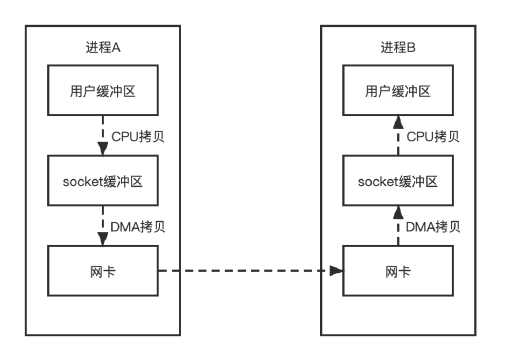 进程A
用户缓冲区
CPU拷贝
socket缓冲区
DMA拷贝
网卡
进程B
用户缓冲区
CPU拷贝
socket缓冲区
DMA拷贝
网卡